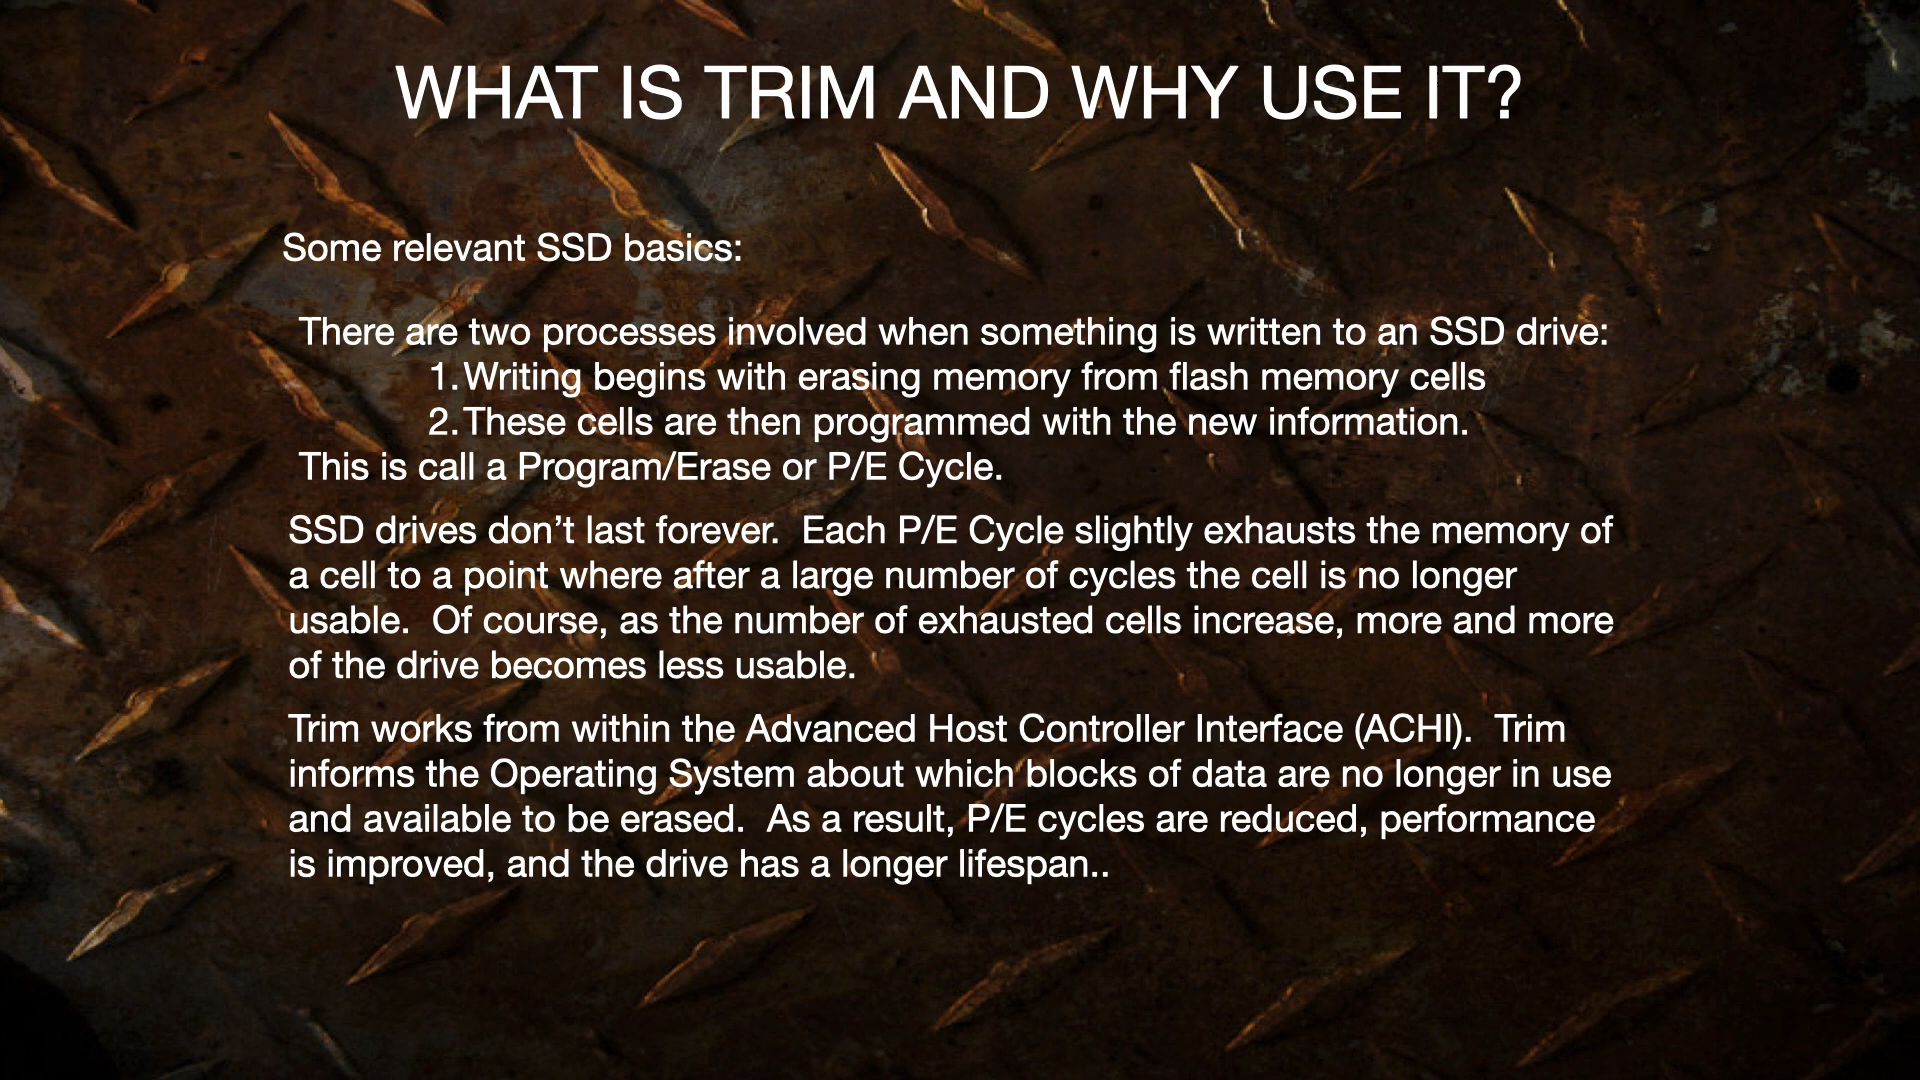 WHAT IS TRIM AND WHY USE IT?
Some relevant SSD basics:
There are two processes involved when something is written to an SSD drive:
1. Writing begins with erasing memory from flash memory cells
2. These cells are then programmed with the new information.
This is call a Program/Erase or P/E Cycle.
SSD drives don’t last forever.  Each P/E Cycle slightly exhausts the memory of
a cell to a point where after a large number of cycles the cell is no longer
usable.  Of course, as the number of exhausted cells increase, more and more
of the drive becomes less usable.
Trim works from within the Advanced Host Controller Interface (ACHI).  Trim
informs the Operating System about which blocks of data are no longer in use
and available to be erased.  As a result, P/E cycles are reduced, performance
is improved, and the drive has a longer lifespan..